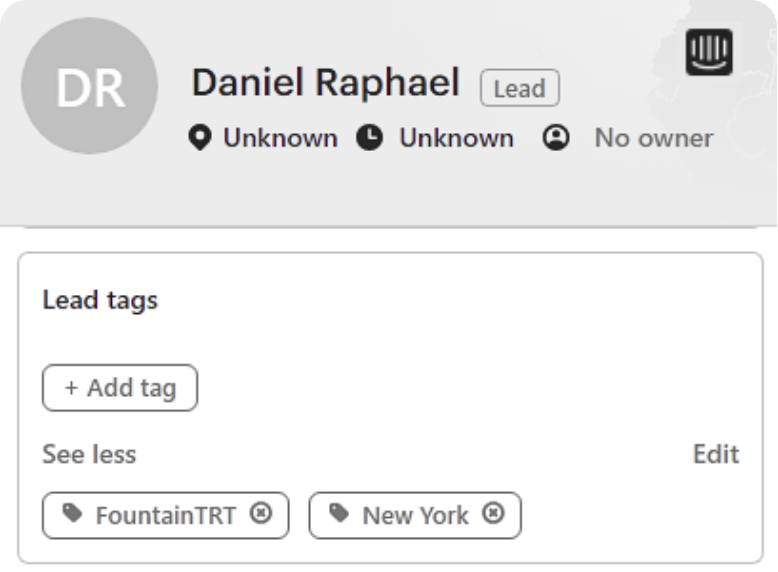 DR
Daniel Raphael Lead
Unknown Unknown No owner
Lead tags
+ Add tag
See less Edit
FountainTRT New York